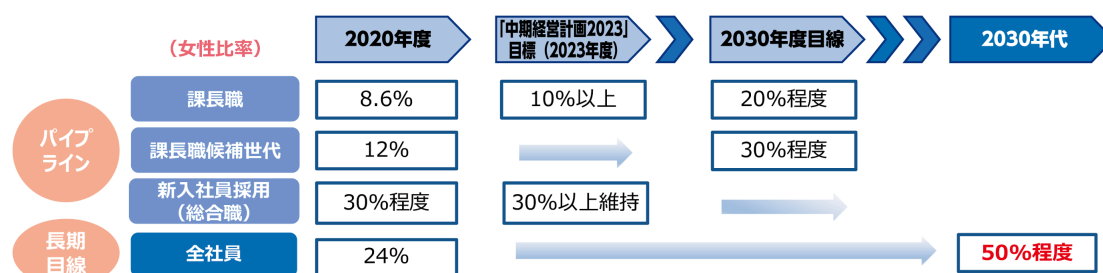 (女性比率)
2020年度
「中期経営計画2023」
目標（2023年度）
2030年度目線
2030年代
パイプ
ライン
課長職
8.6%
10%以上
20%程度
課長職候補世代
12%
30%程度
新入社員採用
（総合職）
30%程度
30%以上維持
長期
目線
全社員
24%
50%程度